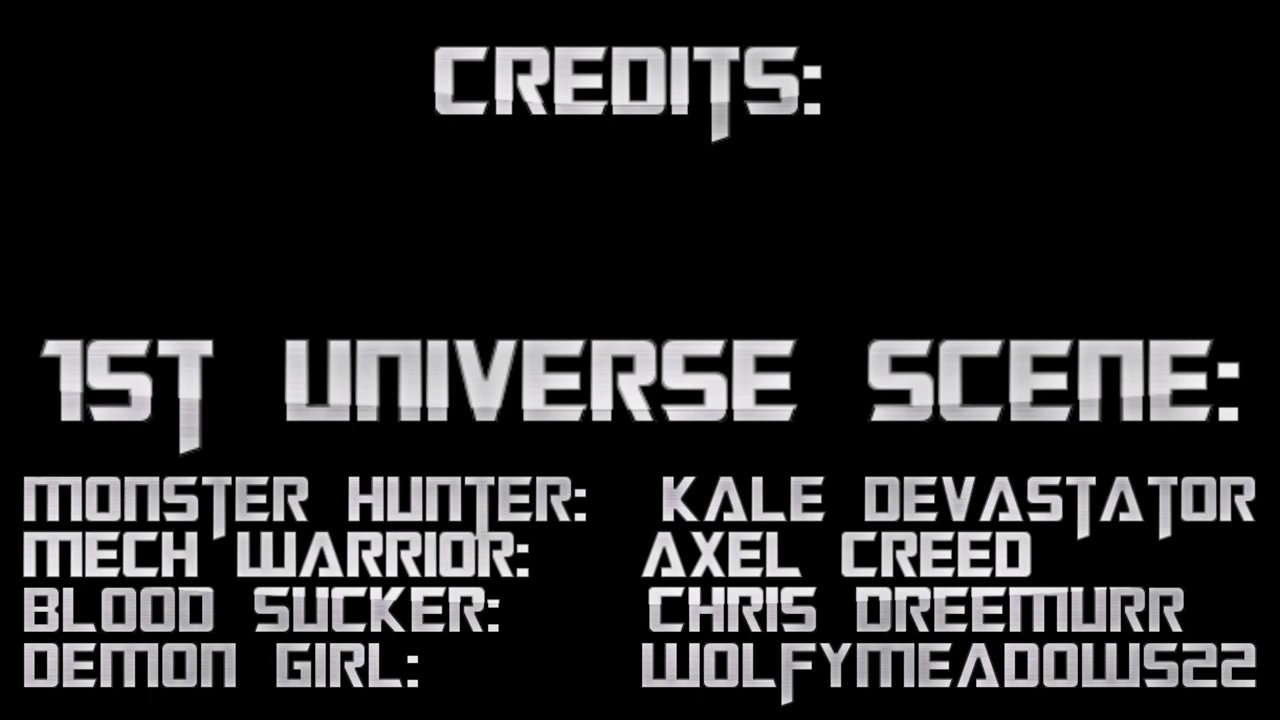 CREDITS:
1ST UNIVERSE SCENE:
MONSTER HUNTER: KALE DEVASTATOR
MECH WARRIOR: AXEL CREED
BLOOD SUCKER: CHRIS DREEMURR
DEMON GIRL: WOLFYMEADOWS22